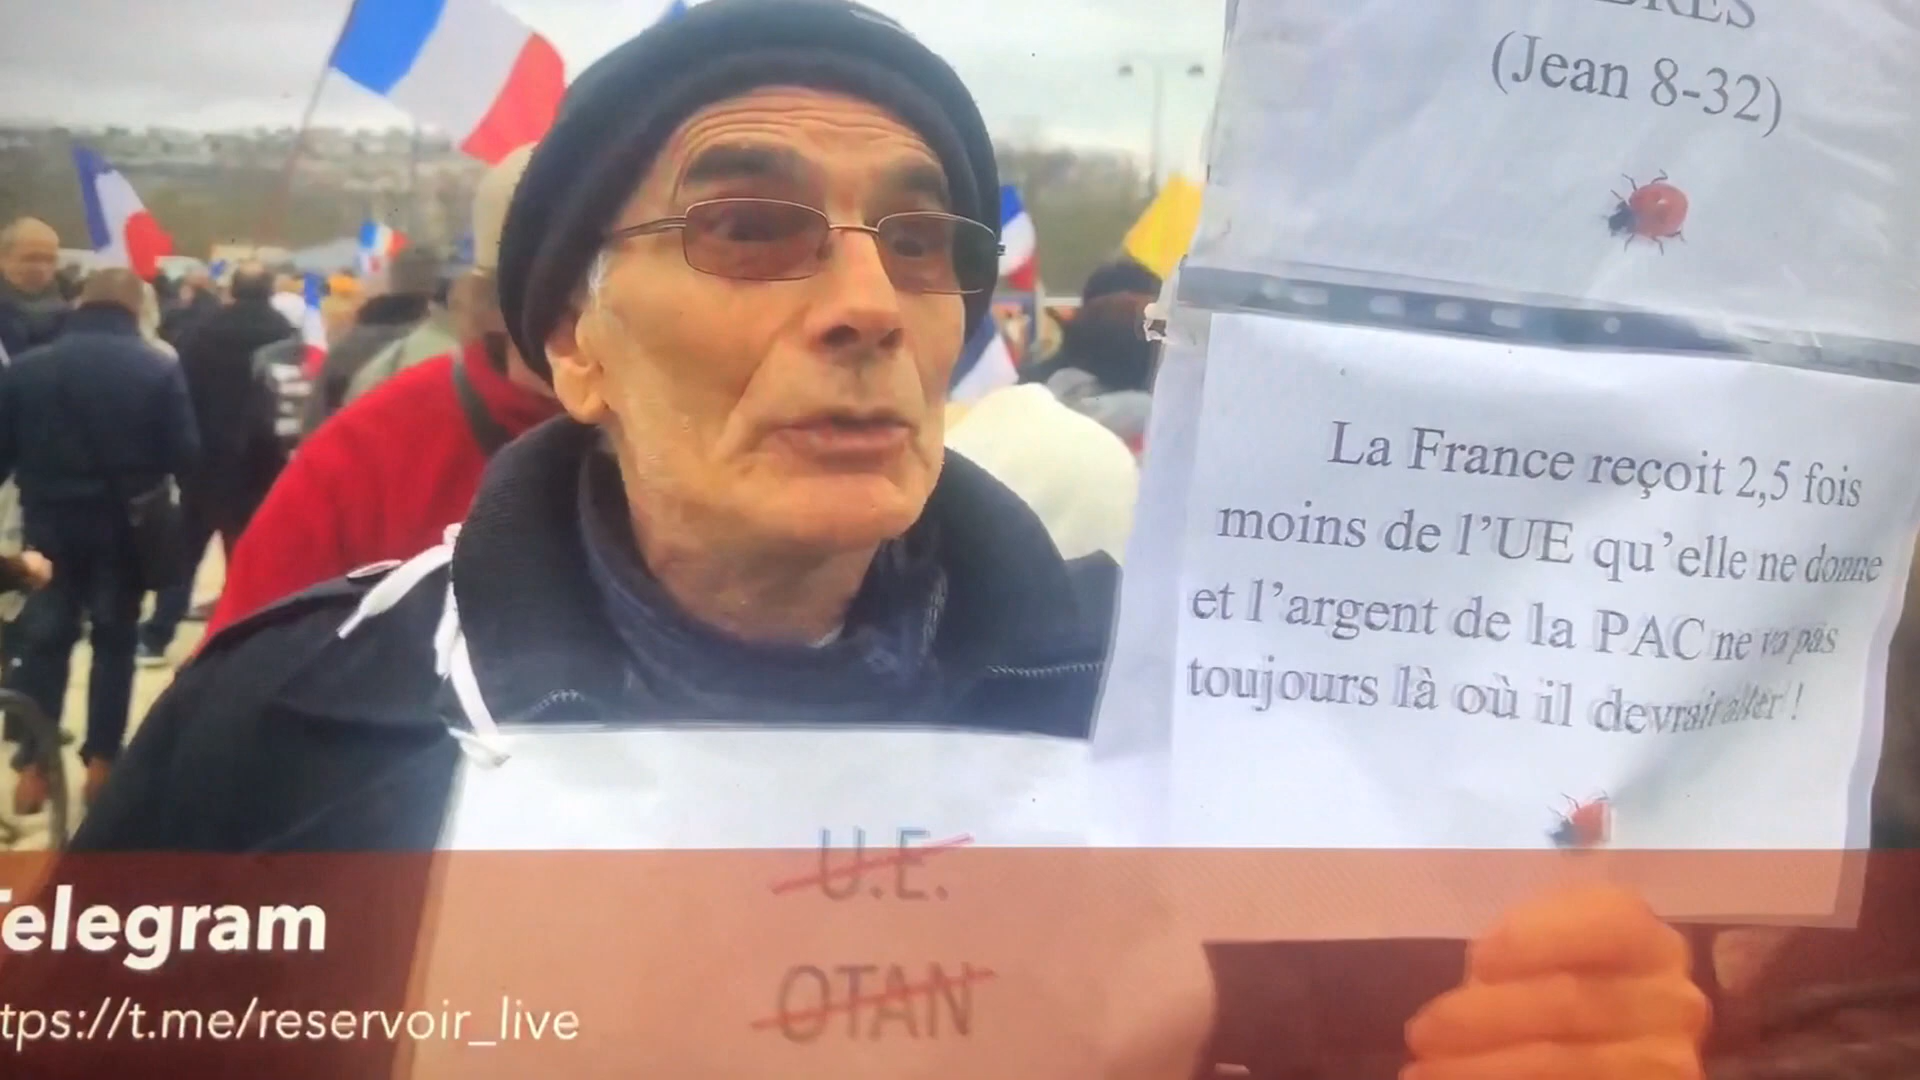 (Jean 8-32)
La France reçoit 2,5 fois
moins de l'UE qu'elle ne donne
et l'argent de la PAC ne va pas
toujours là où il devrait aller !
U.E.
OTAN
Telegram
tps://t.me/reservoir_live